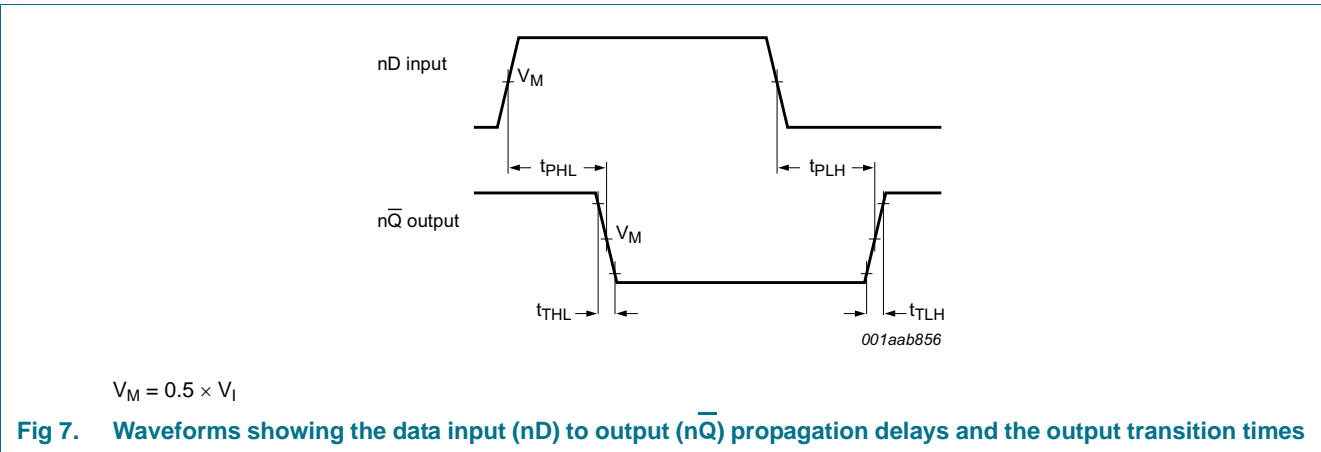 nD input
V_M
t_PHL
t_PLH
nQ̅ output
V_M
t_THL
t_TLH
001aab856
V_M = 0.5 × V_I
Fig 7. Waveforms showing the data input (nD) to output (nQ̅) propagation delays and the output transition times